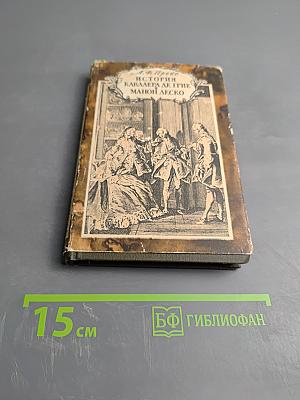 А. Ф. Прево
ИСТОРИЯ
КАВАЛЕРА ДЕ ГРИЕ
И
МАНОН ЛЕСКО
15 см
БФ ГИБЛИОФАН